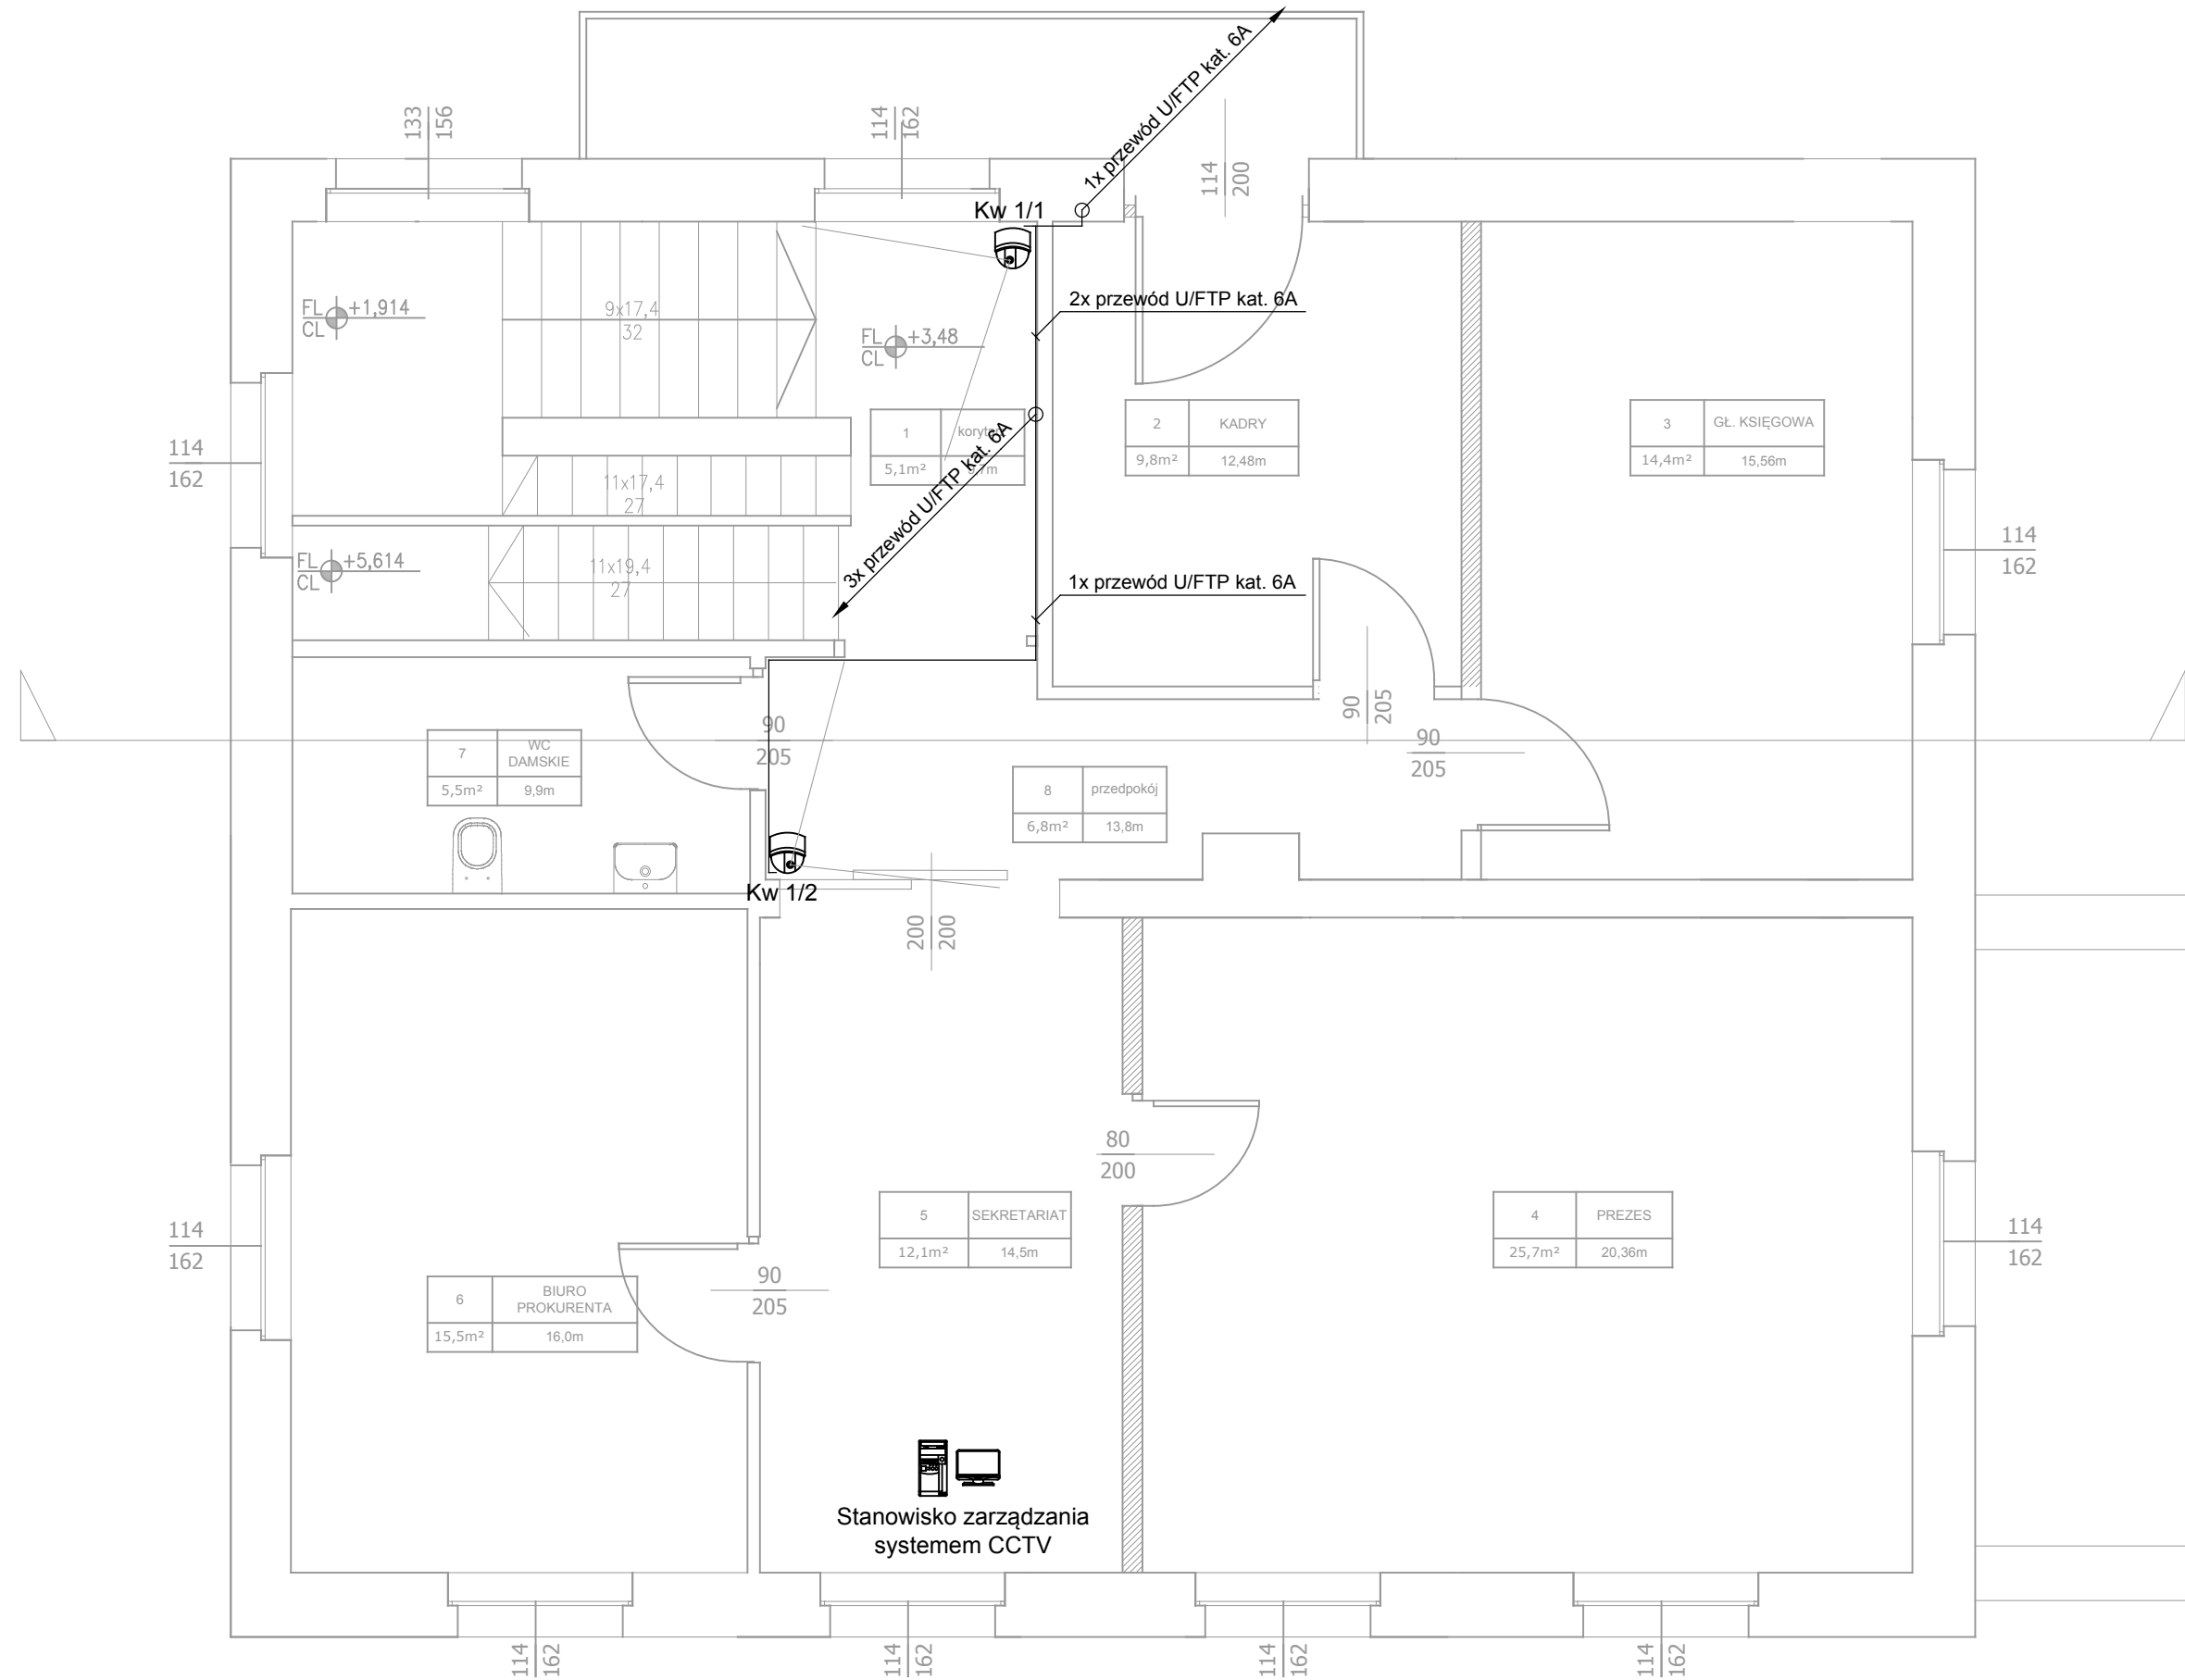 1x przewód U/FTP kat. 6A
133
156
114
162
114
200
Kw 1/1
2x przewód U/FTP kat. 6A
FL +1,914
CL
9x17,4
32
FL +3,48
CL
1
5,1m²
2 KADRY
9,8m² 12,48m
3 GŁ. KSIĘGOWA
14,4m² 15,56m
114
162
11x17,4
27
3x przewód U/FTP kat. 6A
114
162
FL +5,614
CL
11x19,4
27
1x przewód U/FTP kat. 6A
90
205
90
205
90
205
7 WC
DAMSKIE
5,5m² 9,9m
8 przedpokój
6,8m² 13,8m
Kw 1/2
200
200
80
200
5 SEKRETARIAT
12,1m² 14,5m
4 PREZES
25,7m² 20,36m
114
162
114
162
90
205
6 BIURO
PROKURENTA
15,5m² 16,0m
Stanowisko zarządzania
systemem CCTV
114
162
114
162
114
162
114
162